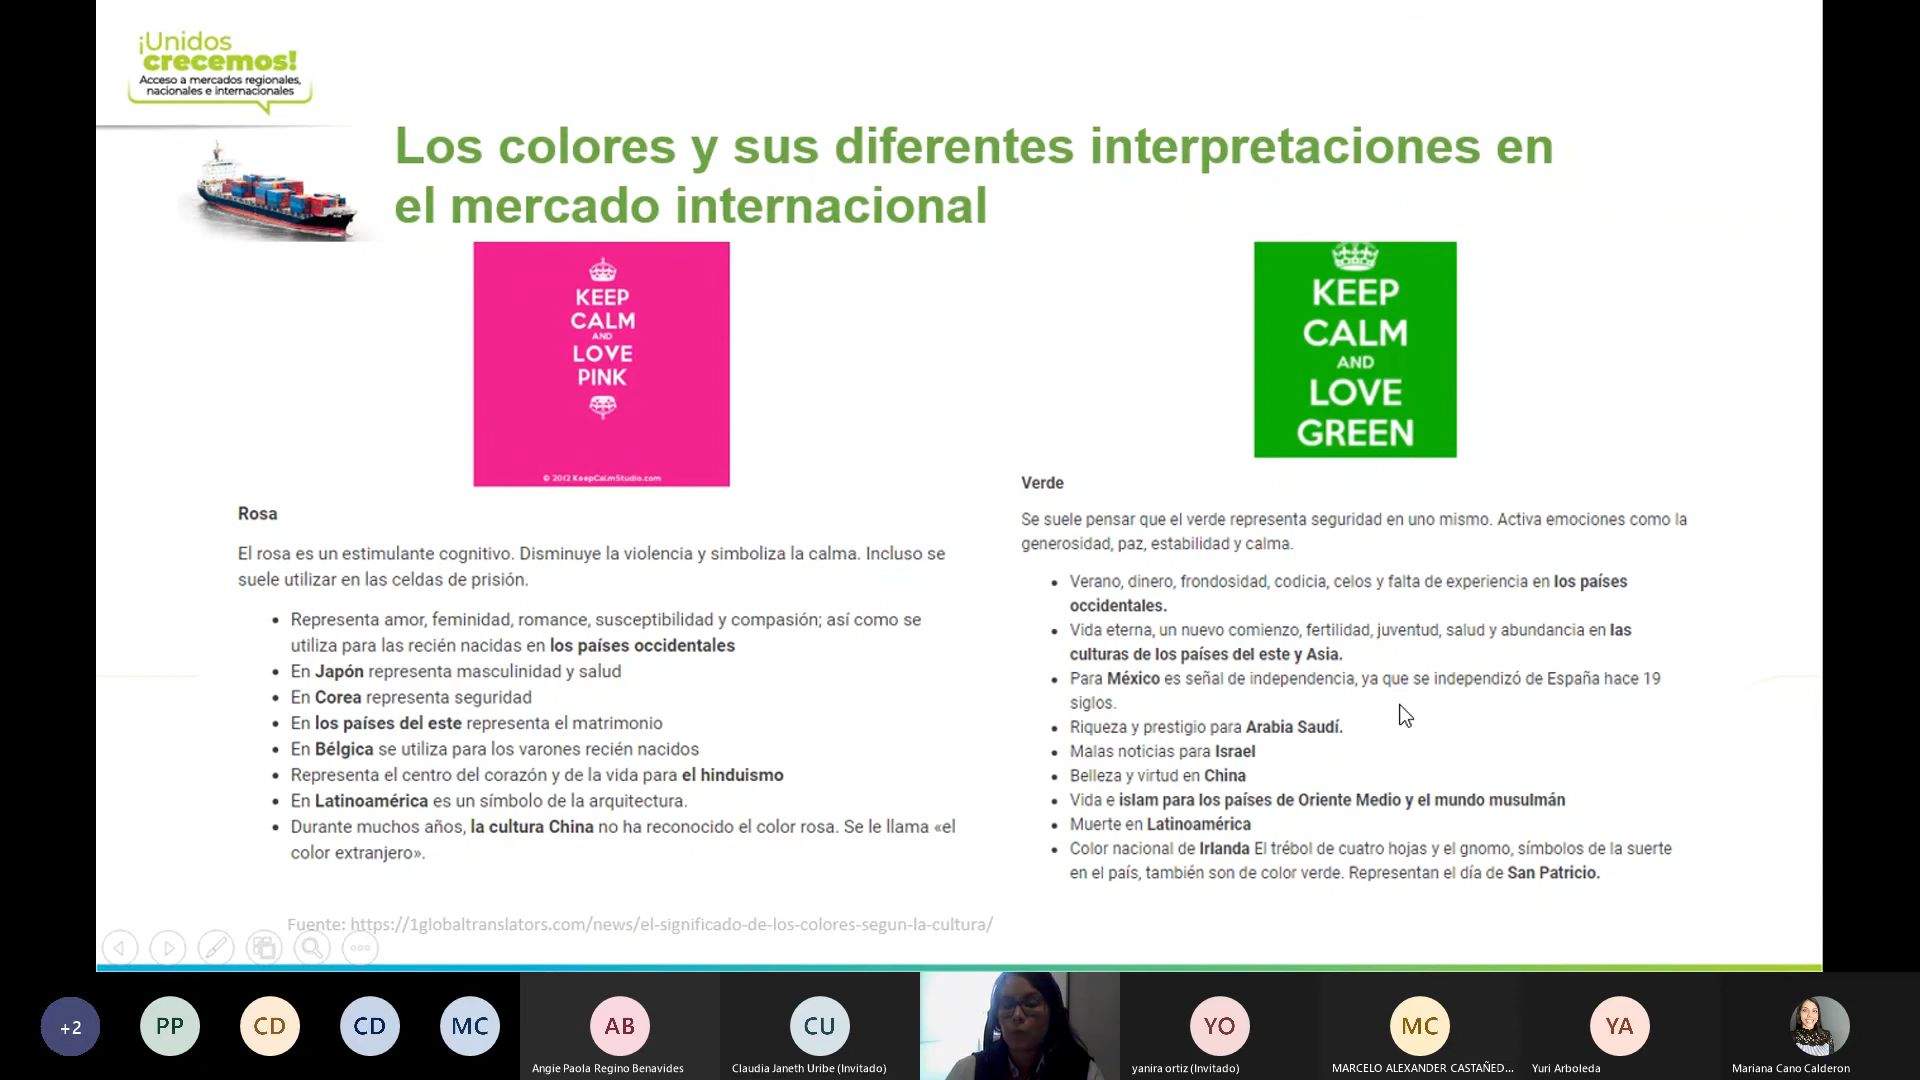 ¡Unidos
crecemos!
Acceso a mercados regionales,
nacionales e internacionales
Los colores y sus diferentes interpretaciones en
el mercado internacional
KEEP
CALM
AND
LOVE
PINK
© 2012 KeepCalmStudio.com
Rosa
El rosa es un estimulante cognitivo. Disminuye la violencia y simboliza la calma. Incluso se
suele utilizar en las celdas de prisión.
• Representa amor, feminidad, romance, susceptibilidad y compasión; así como se
utiliza para las recién nacidas en los países occidentales
• En Japón representa masculinidad y salud
• En Corea representa seguridad
• En los países del este representa el matrimonio
• En Bélgica se utiliza para los varones recién nacidos
• Representa el centro del corazón y de la vida para el hinduismo
• En Latinoamérica es un símbolo de la arquitectura.
• Durante muchos años, la cultura China no ha reconocido el color rosa. Se le llama «el
color extranjero».
KEEP
CALM
AND
LOVE
GREEN
Verde
Se suele pensar que el verde representa seguridad en uno mismo. Activa emociones como la
generosidad, paz, estabilidad y calma.
• Verano, dinero, frondosidad, codicia, celos y falta de experiencia en los países
occidentales.
• Vida eterna, un nuevo comienzo, fertilidad, juventud, salud y abundancia en las
culturas de los países del este y Asia.
• Para México es señal de independencia, ya que se independizó de España hace 19
siglos.
• Riqueza y prestigio para Arabia Saudí.
• Malas noticias para Israel
• Belleza y virtud en China
• Vida e islam para los países de Oriente Medio y el mundo musulmán
• Muerte en Latinoamérica
• Color nacional de Irlanda El trébol de cuatro hojas y el gnomo, símbolos de la suerte
en el país, también son de color verde. Representan el día de San Patricio.
Fuente: https://1globaltranslators.com/news/el-significado-de-los-colores-segun-la-cultura/
+2
PP
CD
CD
MC
AB
CU
YO
MC
YA
Angie Paola Regino Benavides
Claudia Janeth Uribe (Invitado)
yanira ortiz (Invitado)
MARCELO ALEXANDER CASTAÑED...
Yuri Arboleda
Mariana Cano Calderon